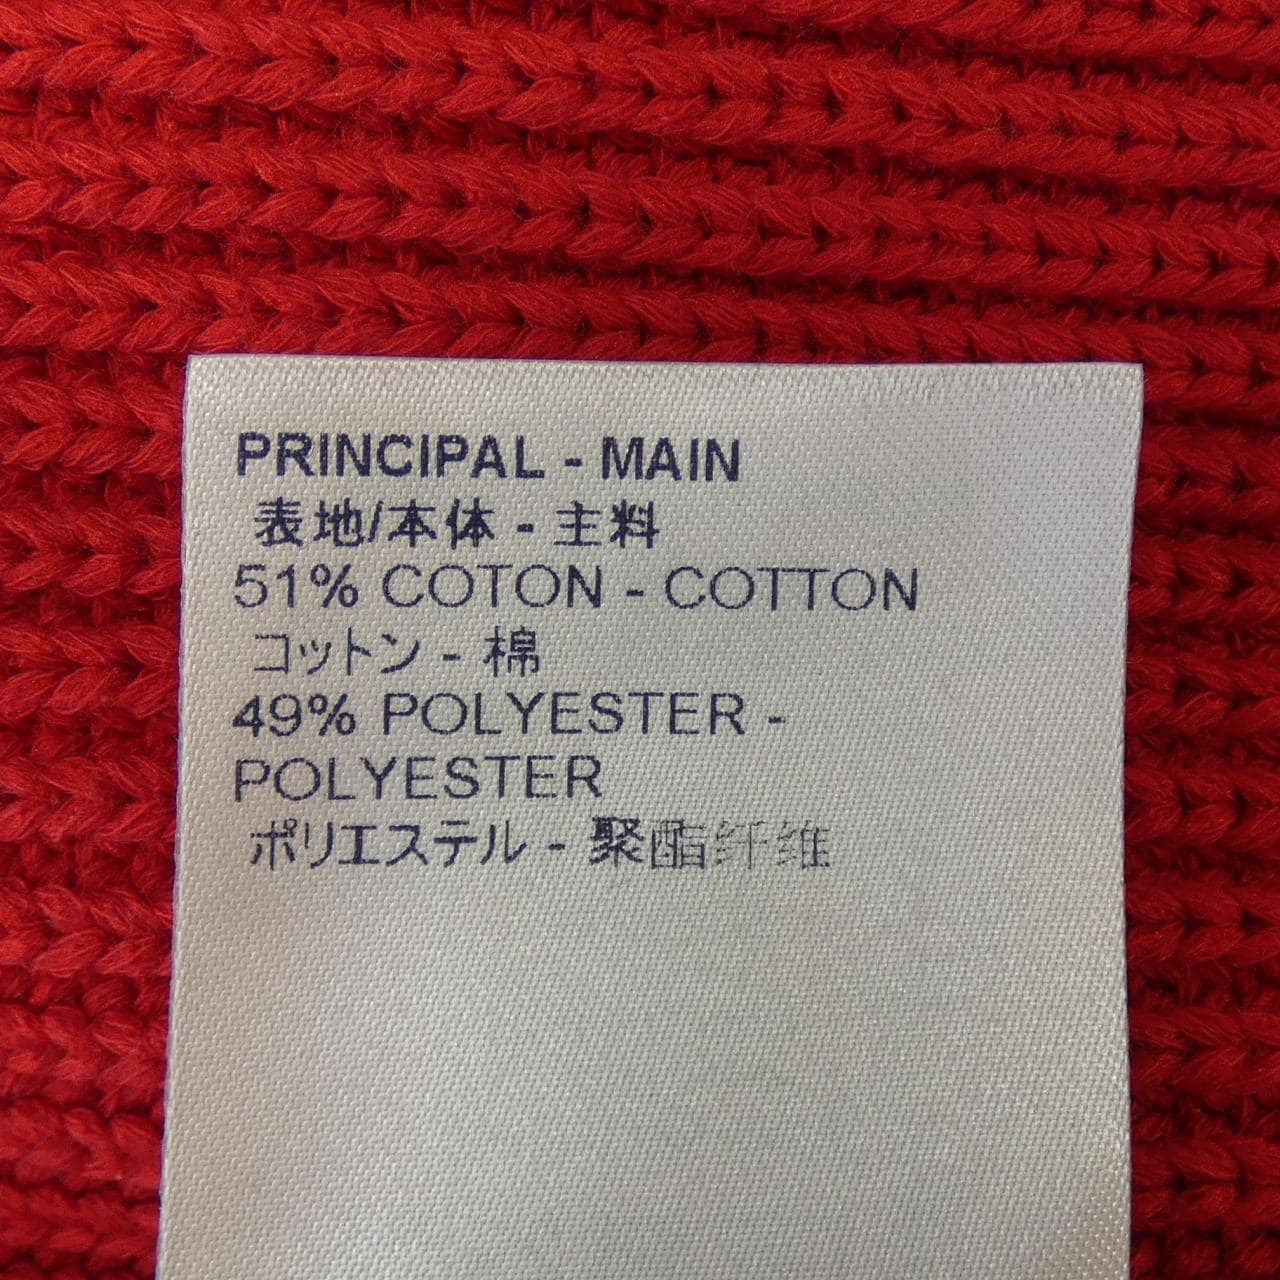 PRINCIPAL - MAIN
表地/本体 - 主料
51% COTON - COTTON
コットン - 棉
49% POLYESTER -
POLYESTER
ポリエステル - 聚酯纤维